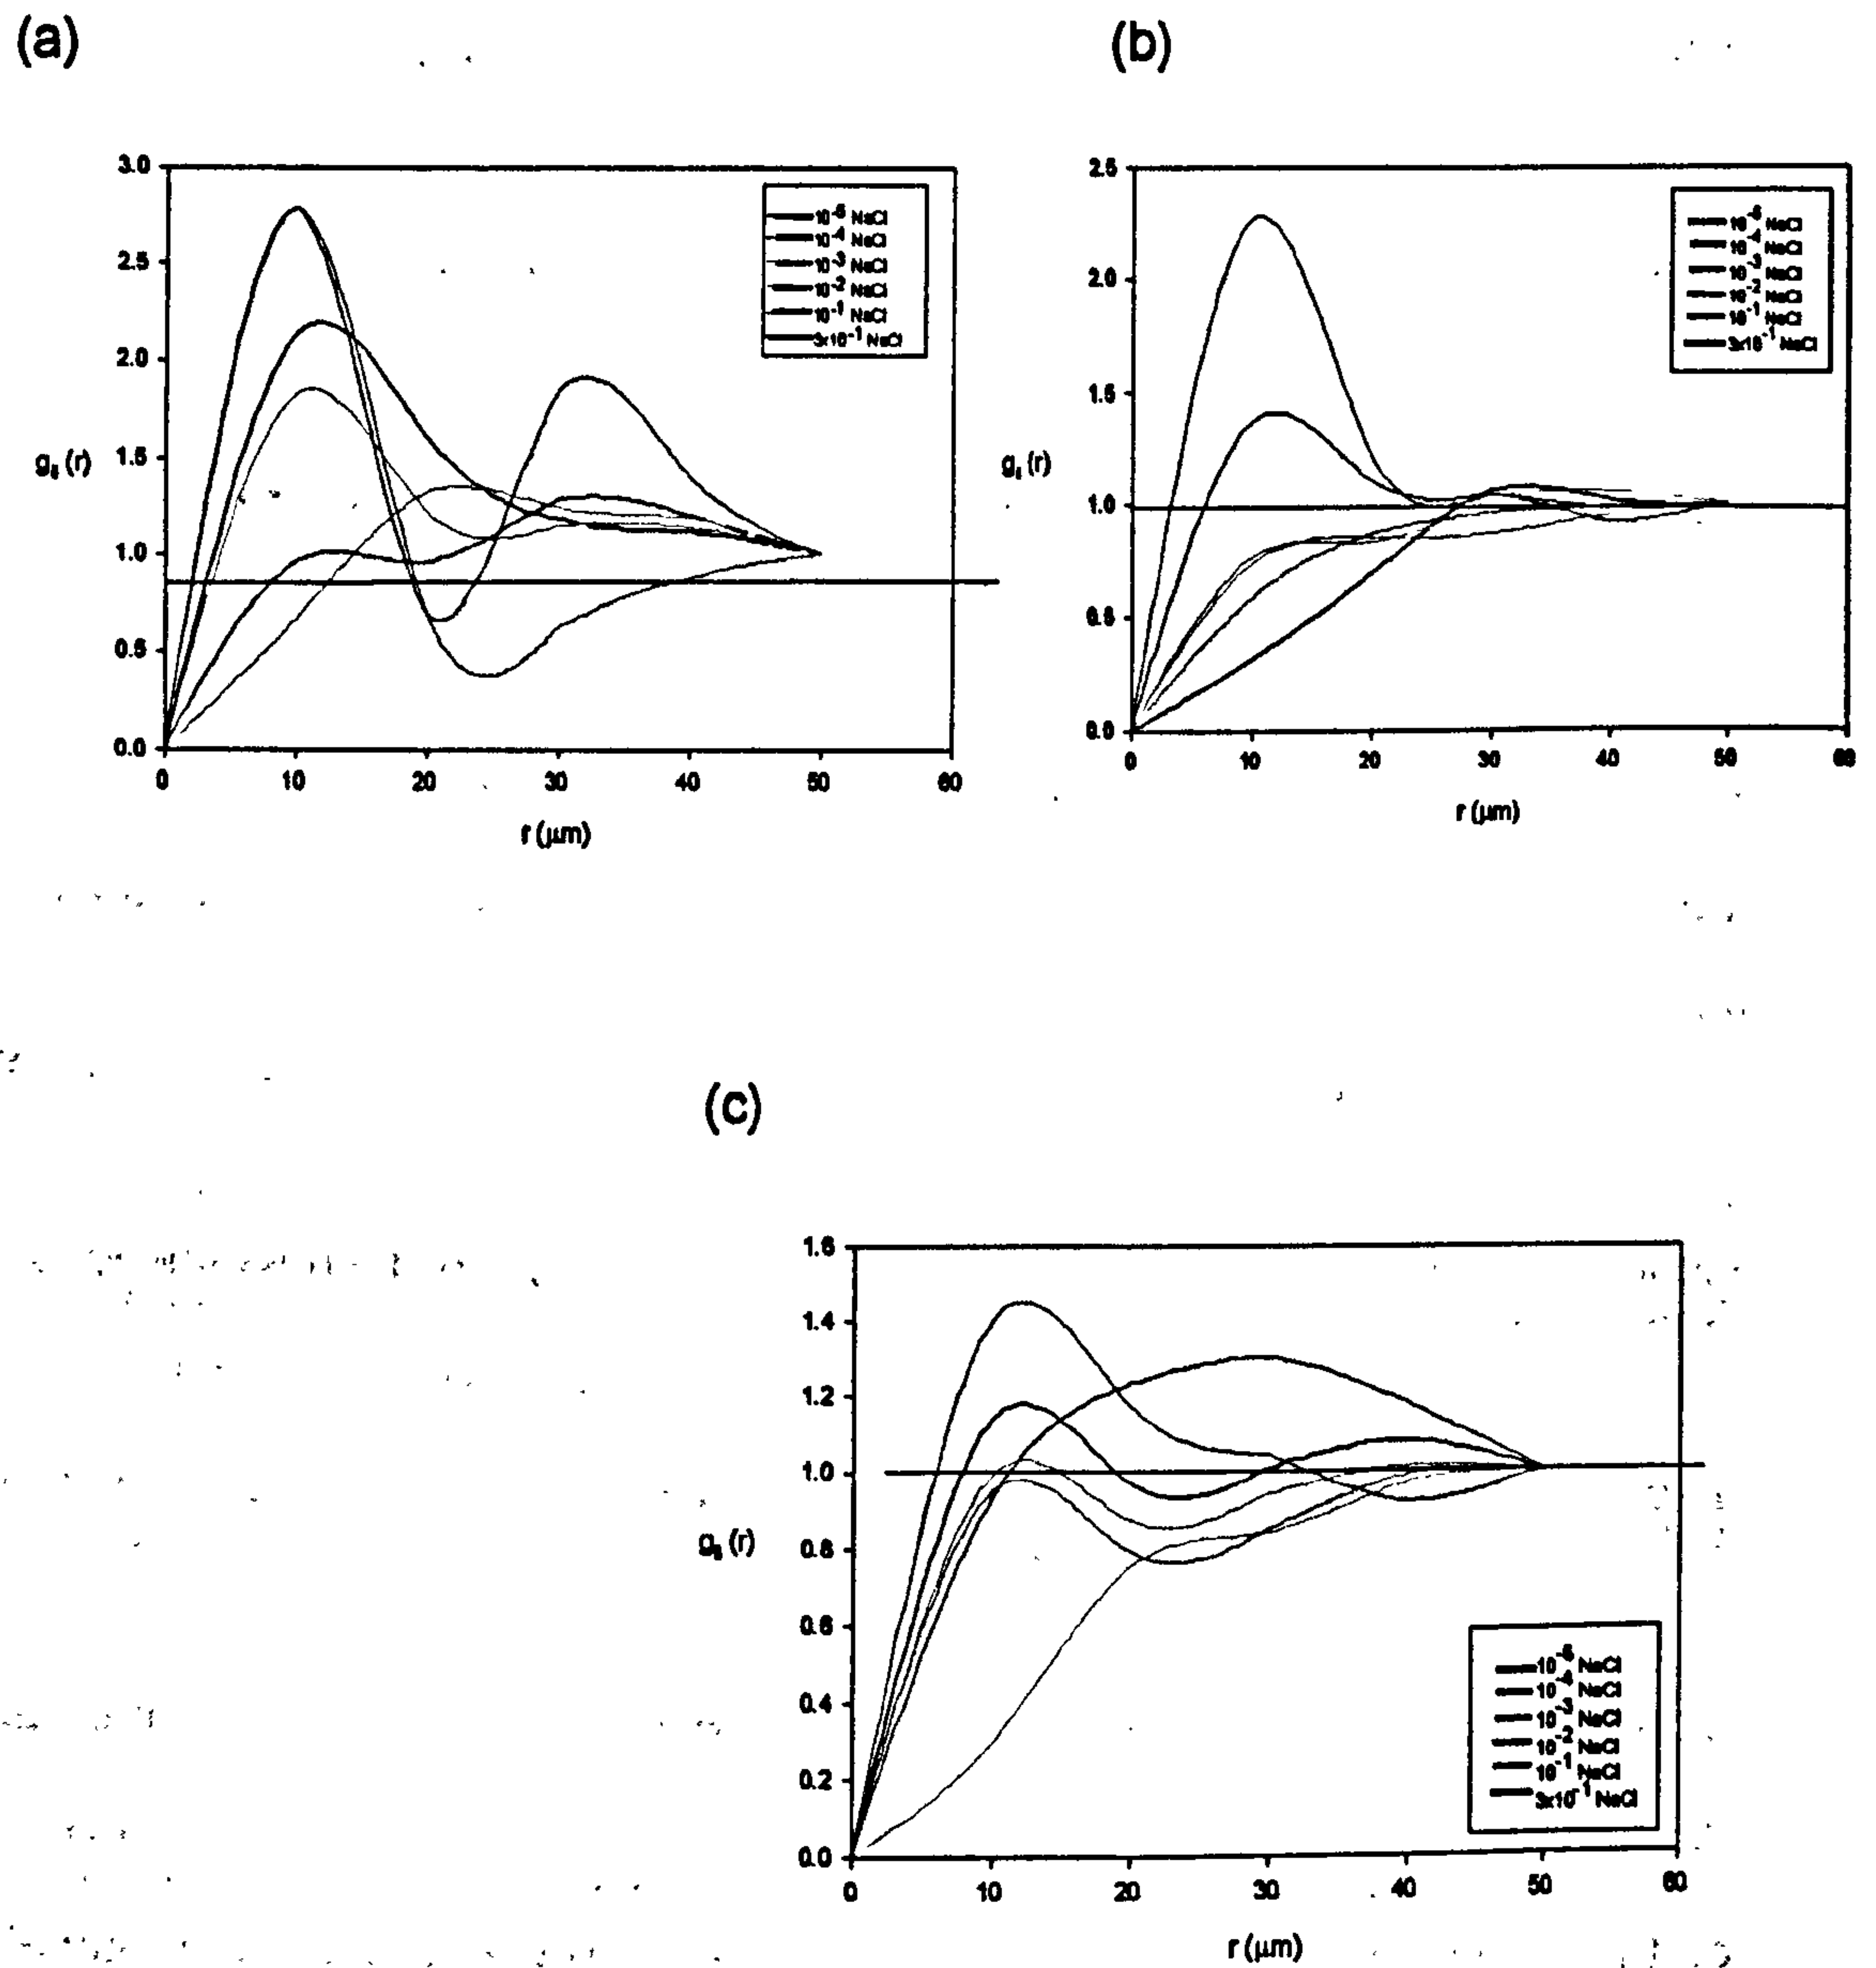 (a)
(b)
3.0
2.5
2.0
1.5
1.0
0.5
0.0
0 10 20 30 40 50 60
r (μm)
10⁻⁵ NaCl
10⁻⁴ NaCl
10⁻³ NaCl
10⁻² NaCl
10⁻¹ NaCl
3x10⁻¹ NaCl
2.5
2.0
1.5
1.0
0.5
0.0
0 10 20 30 40 50 60
r (μm)
10⁻⁵ NaCl
10⁻⁴ NaCl
10⁻³ NaCl
10⁻² NaCl
10⁻¹ NaCl
3x10⁻¹ NaCl
(c)
1.6
1.4
1.2
1.0
0.8
0.6
0.4
0.2
0.0
0 10 20 30 40 50 60
r (μm)
10⁻⁵ NaCl
10⁻⁴ NaCl
10⁻³ NaCl
10⁻² NaCl
10⁻¹ NaCl
3x10⁻¹ NaCl